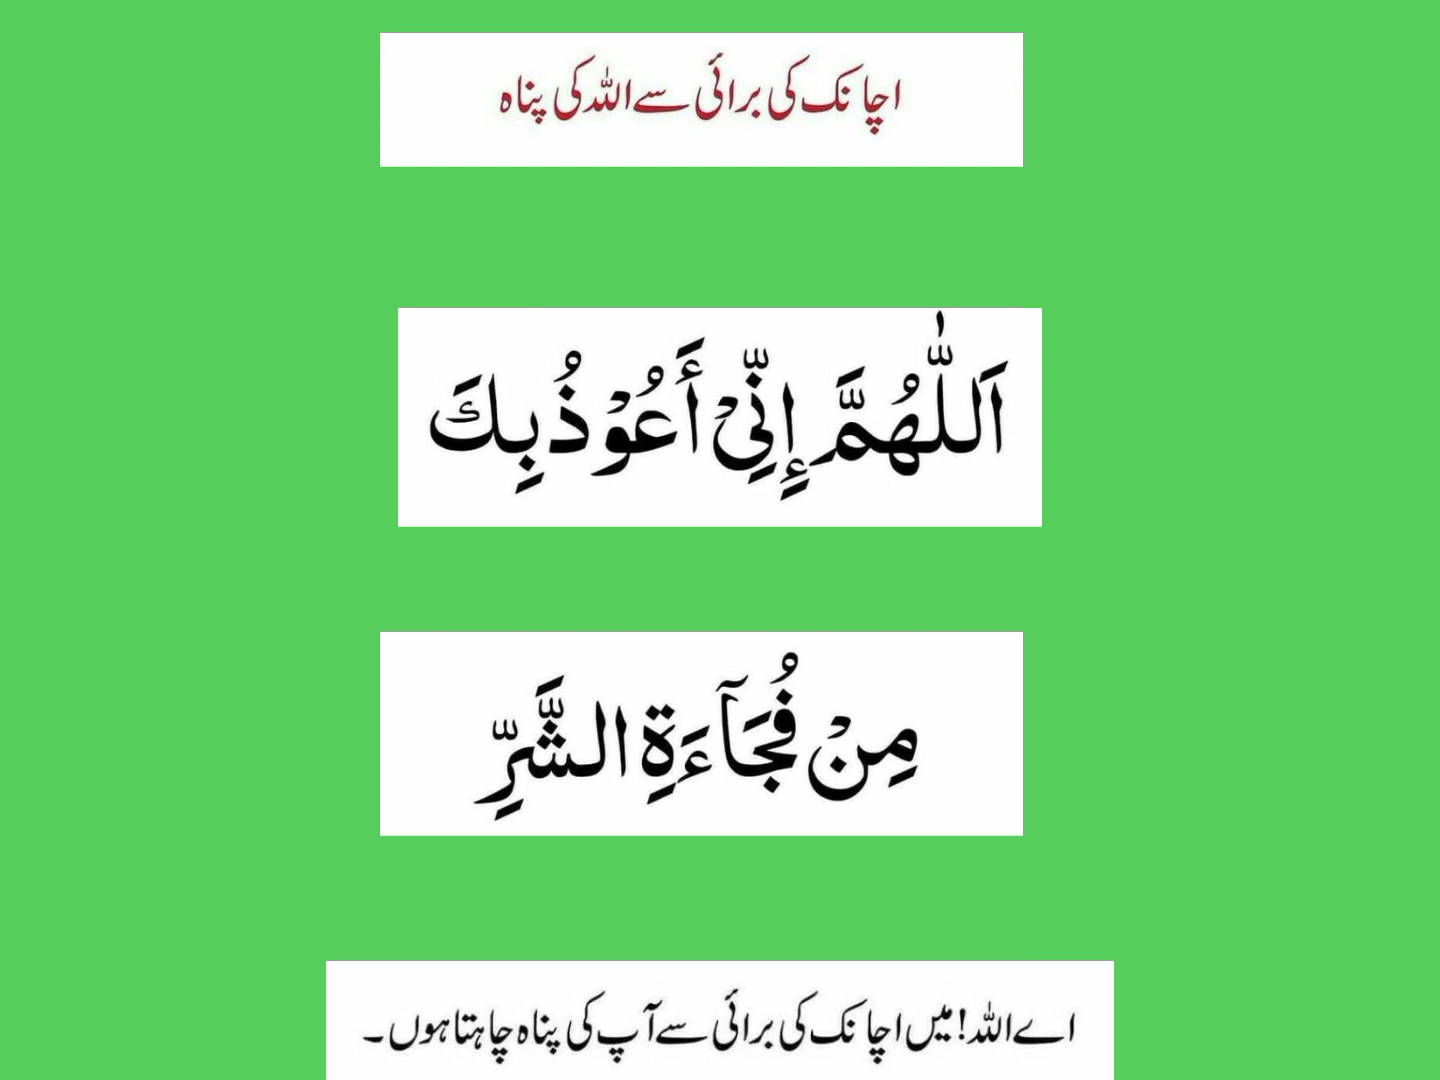 اچانک کی برائی سے اللہ کی پناہ
اَللّٰهُمَّ إِنِّيْ أَعُوْذُ بِكَ
مِنْ فُجَآءَةِ الشَّرِّ
اے اللہ! میں اچانک کی برائی سے آپ کی پناہ چاہتا ہوں۔